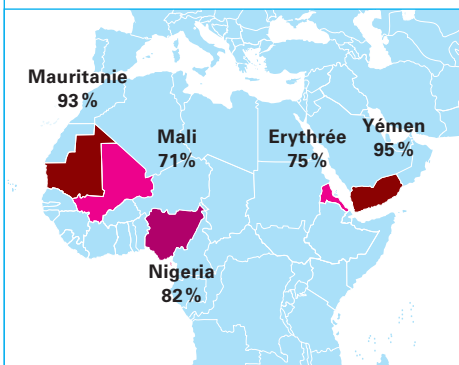 Mauritanie
93 %
Mali
71%
Erythrée
75 %
Yémen
95 %
Nigeria
82 %